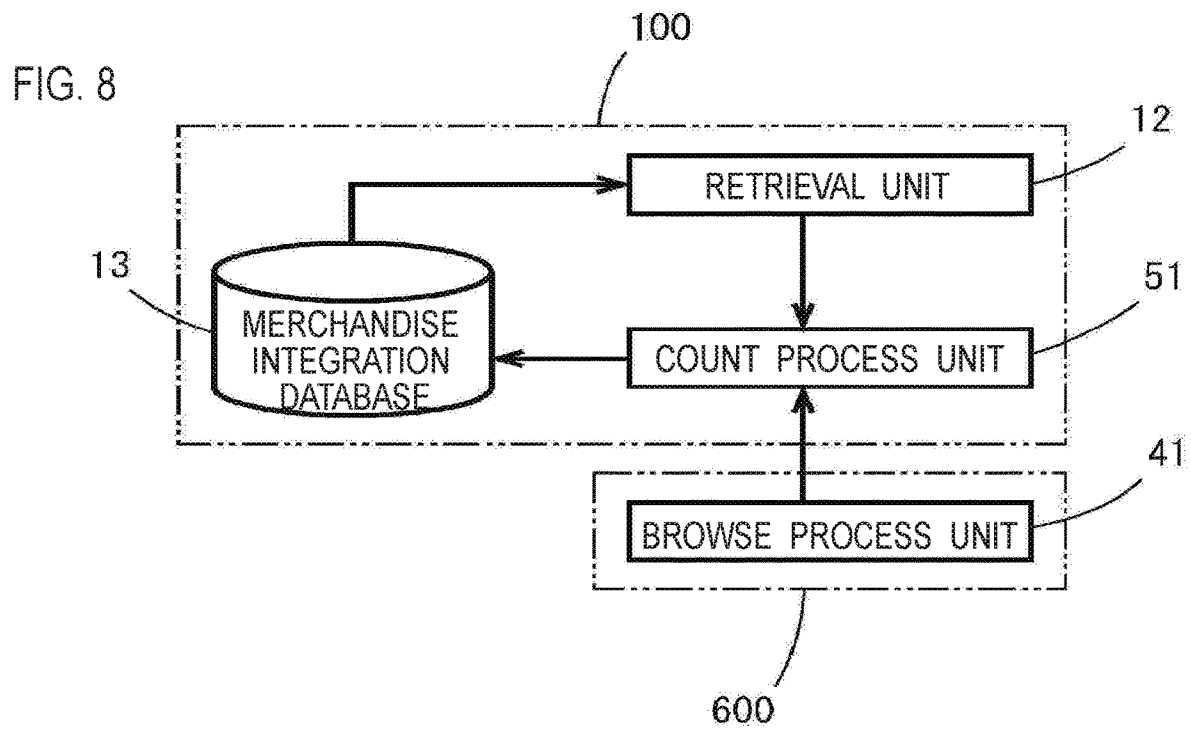 100
FIG. 8
12
RETRIEVAL UNIT
13
51
MERCHANDISE
INTEGRATION
DATABASE
COUNT PROCESS UNIT
41
BROWSE PROCESS UNIT
600